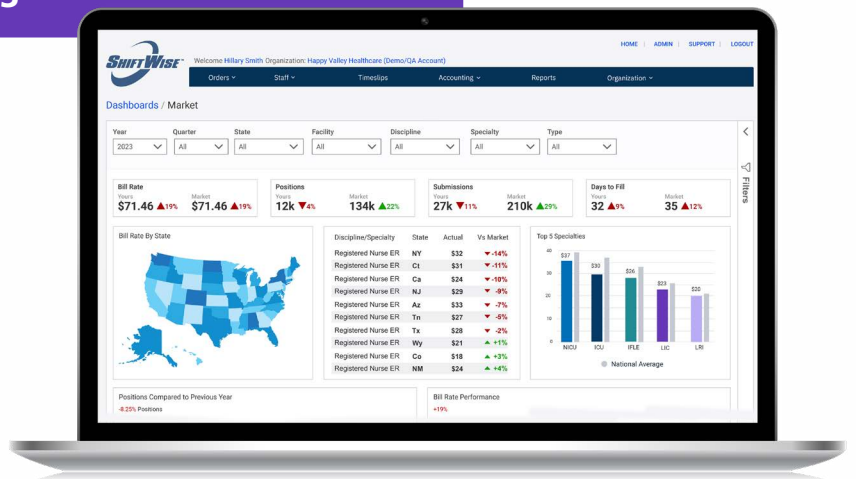 g
HOME | ADMIN | SUPPORT | LOGOUT
SHIFTWISE
Welcome Hillary Smith Organization: Happy Valley Healthcare (Demo/QA Account)
Orders Staff Timeslips Accounting Reports Organization
Dashboards / Market
Year Quarter State Facility Discipline Specialty Type
2023 All All All All All All
Filters
Bill Rate Positions Submissions Days to Fill
Yours Market Yours Market Yours Market Yours Market
$71.46 ▲19% $71.46 ▲19% 12k ▼4% 134k ▲22% 27k ▼11% 210k ▲29% 32 ▲9% 35 ▲12%
Bill Rate By State
Discipline/Specialty State Actual Vs Market
Registered Nurse ER NY $32 ▼-14%
Registered Nurse ER Ct $31 ▼-11%
Registered Nurse ER Ca $24 ▼-10%
Registered Nurse ER NJ $29 ▼ -9%
Registered Nurse ER Az $33 ▼ -7%
Registered Nurse ER Tn $27 ▼ -5%
Registered Nurse ER Tx $28 ▼ -2%
Registered Nurse ER Wy $21 ▲ +1%
Registered Nurse ER Co $18 ▲ +3%
Registered Nurse ER NM $24 ▲ +4%
Top 5 Specialties
40
$37
$30
30
$26
$23
$20
20
10
0
NICU ICU IFLE LIC LRI
National Average
Positions Compared to Previous Year
-8.25% Positions
Bill Rate Performance
+19%